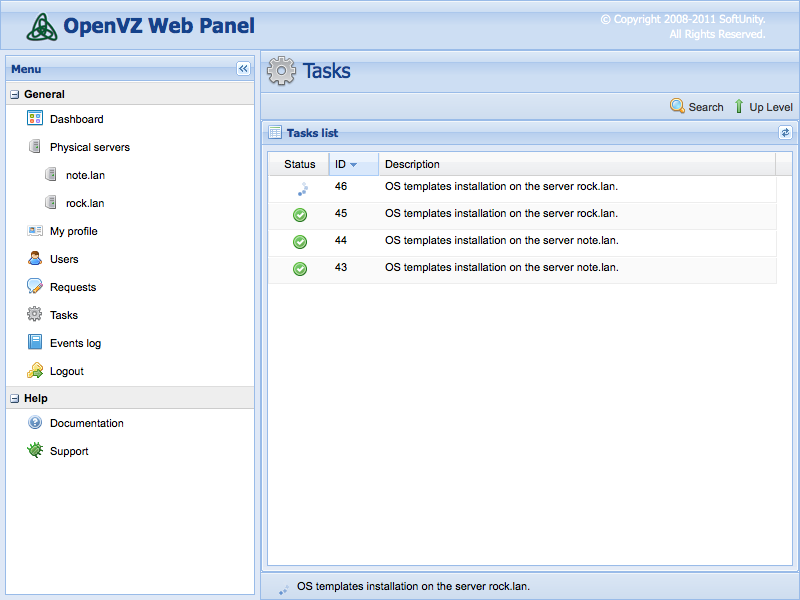 OpenVZ Web Panel
© Copyright 2008-2011 SoftUnity.
All Rights Reserved.
Menu
General
Dashboard
Physical servers
note.lan
rock.lan
My profile
Users
Requests
Tasks
Events log
Logout
Help
Documentation
Support
Tasks
Search Up Level
Tasks list
Status ID Description
46 OS templates installation on the server rock.lan.
45 OS templates installation on the server rock.lan.
44 OS templates installation on the server note.lan.
43 OS templates installation on the server note.lan.
OS templates installation on the server rock.lan.